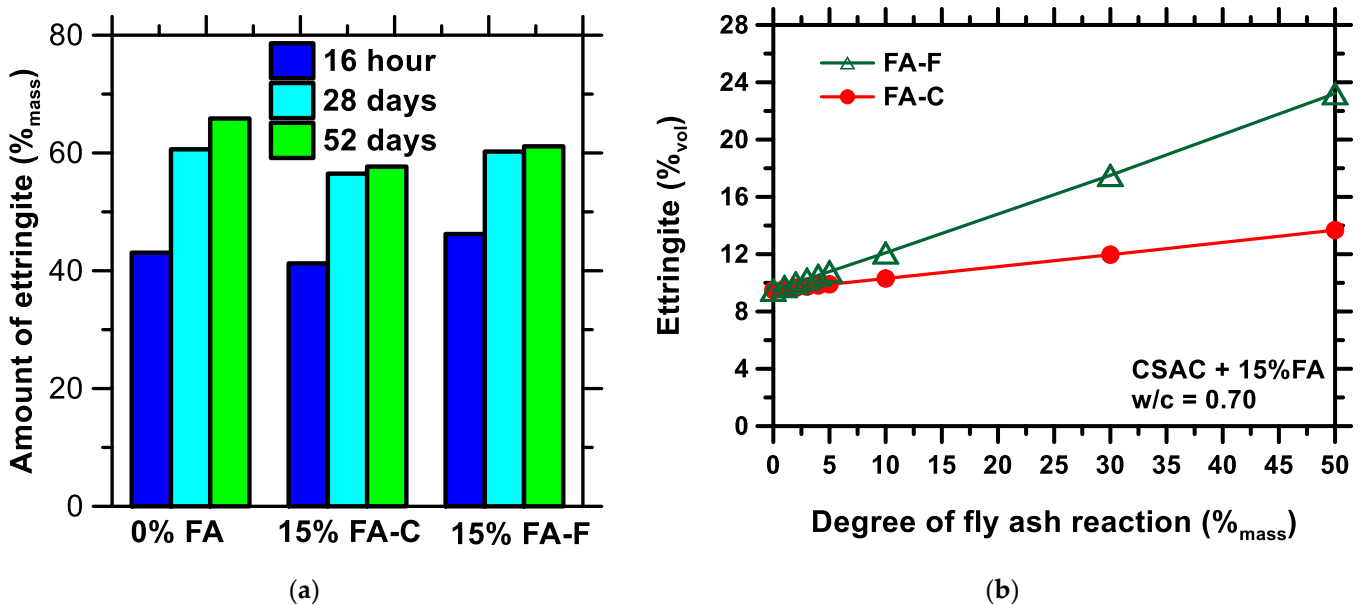 80
60
40
20
0
Amount of ettringite (%mass)
16 hour
28 days
52 days
0% FA 15% FA-C 15% FA-F
(a)
28
24
20
16
12
8
4
0
Ettringite (%vol)
FA-F
FA-C
CSAC + 15%FA
w/c = 0.70
0 5 10 15 20 25 30 35 40 45 50
Degree of fly ash reaction (%mass)
(b)